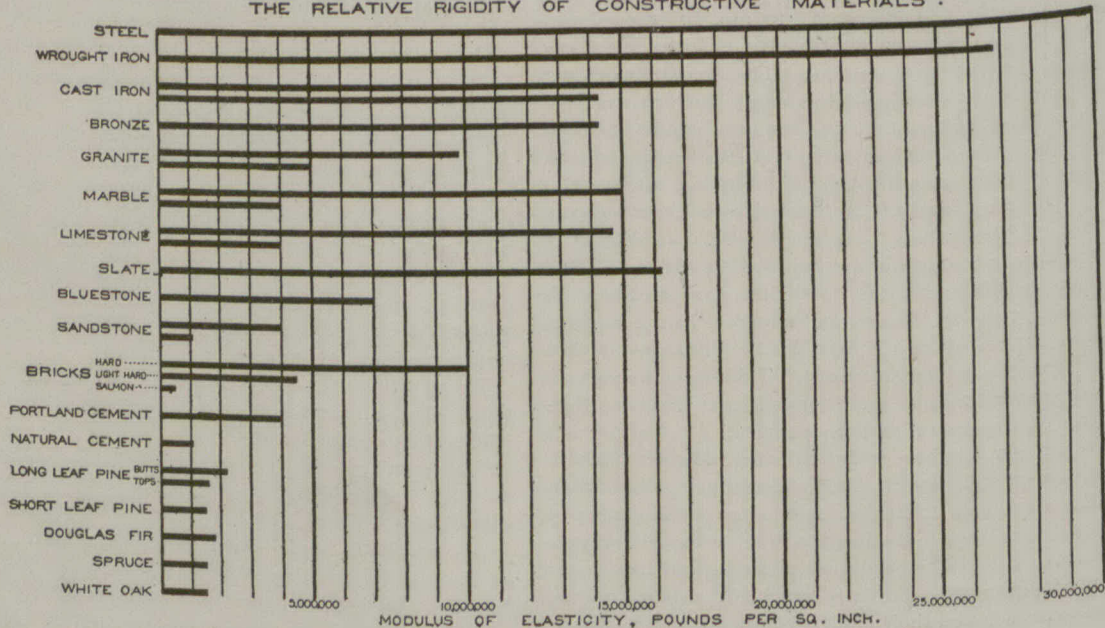 THE RELATIVE RIGIDITY OF CONSTRUCTIVE MATERIALS.
STEEL
WROUGHT IRON
CAST IRON
BRONZE
GRANITE
MARBLE
LIMESTONE
SLATE
BLUESTONE
SANDSTONE
BRICKS HARD
LIGHT HARD
SALMON
PORTLAND CEMENT
NATURAL CEMENT
LONG LEAF PINE BUTTS
TOPS
SHORT LEAF PINE
DOUGLAS FIR
SPRUCE
WHITE OAK
5,000,000 10,000,000 15,000,000 20,000,000 25,000,000 30,000,000
MODULUS OF ELASTICITY, POUNDS PER SQ. INCH.